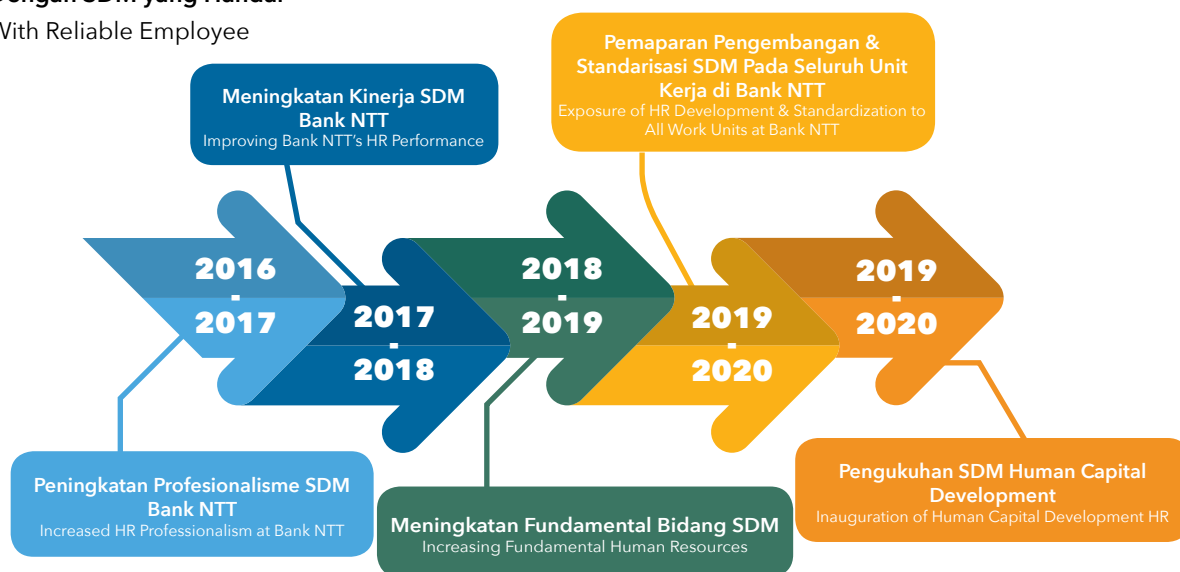 Dengan SDM yang Handal
With Reliable Employee
Pemaparan Pengembangan &
Standarisasi SDM Pada Seluruh Unit
Kerja di Bank NTT
Exposure of HR Development & Standardization to
All Work Units at Bank NTT
Meningkatan Kinerja SDM
Bank NTT
Improving Bank NTT's HR Performance
2016
-
2017
2017
-
2018
2018
-
2019
2019
-
2020
2019
-
2020
Peningkatan Profesionalisme SDM
Bank NTT
Increased HR Professionalism at Bank NTT
Meningkatan Fundamental Bidang SDM
Increasing Fundamental Human Resources
Pengukuhan SDM Human Capital
Development
Inauguration of Human Capital Development HR